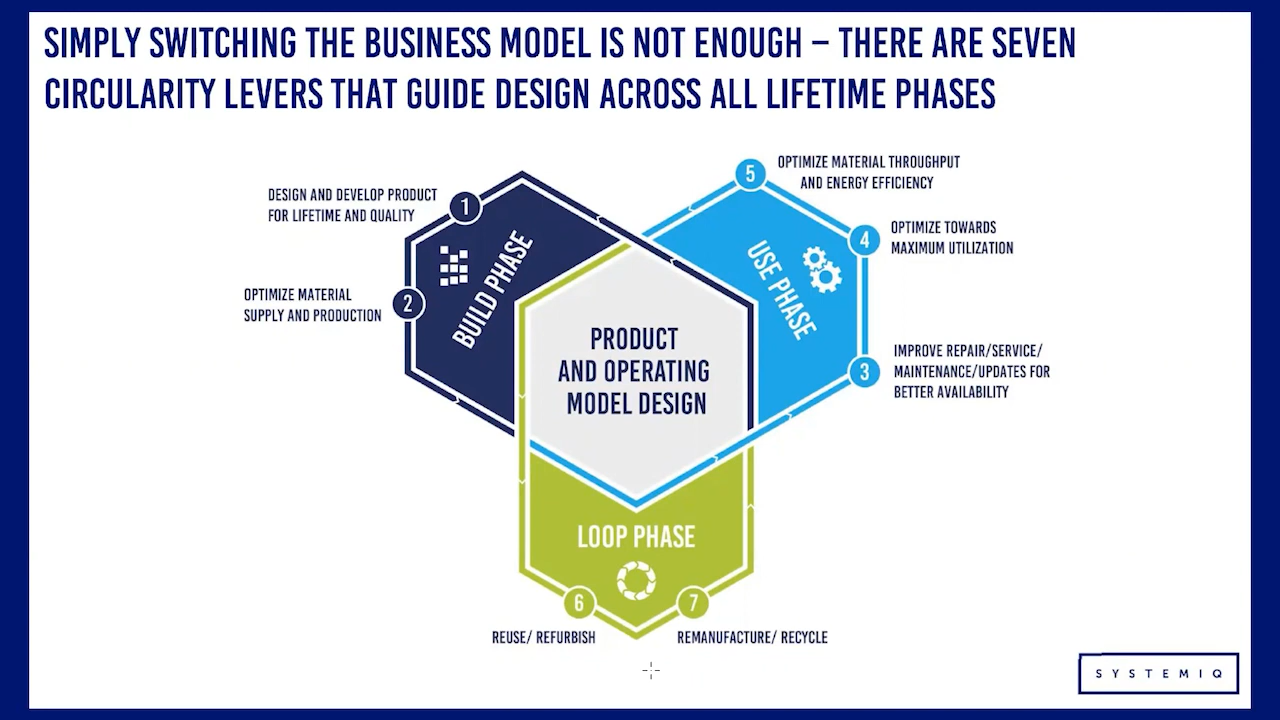 SIMPLY SWITCHING THE BUSINESS MODEL IS NOT ENOUGH – THERE ARE SEVEN
CIRCULARITY LEVERS THAT GUIDE DESIGN ACROSS ALL LIFETIME PHASES
DESIGN AND DEVELOP PRODUCT
FOR LIFETIME AND QUALITY
1
OPTIMIZE MATERIAL
SUPPLY AND PRODUCTION
2
BUILD PHASE
5
OPTIMIZE MATERIAL THROUGHPUT
AND ENERGY EFFICIENCY
4
OPTIMIZE TOWARDS
MAXIMUM UTILIZATION
USE PHASE
3
IMPROVE REPAIR/SERVICE/
MAINTENANCE/UPDATES FOR
BETTER AVAILABILITY
PRODUCT
AND OPERATING
MODEL DESIGN
LOOP PHASE
6
REUSE/ REFURBISH
7
REMANUFACTURE/ RECYCLE
SYSTEMIQ